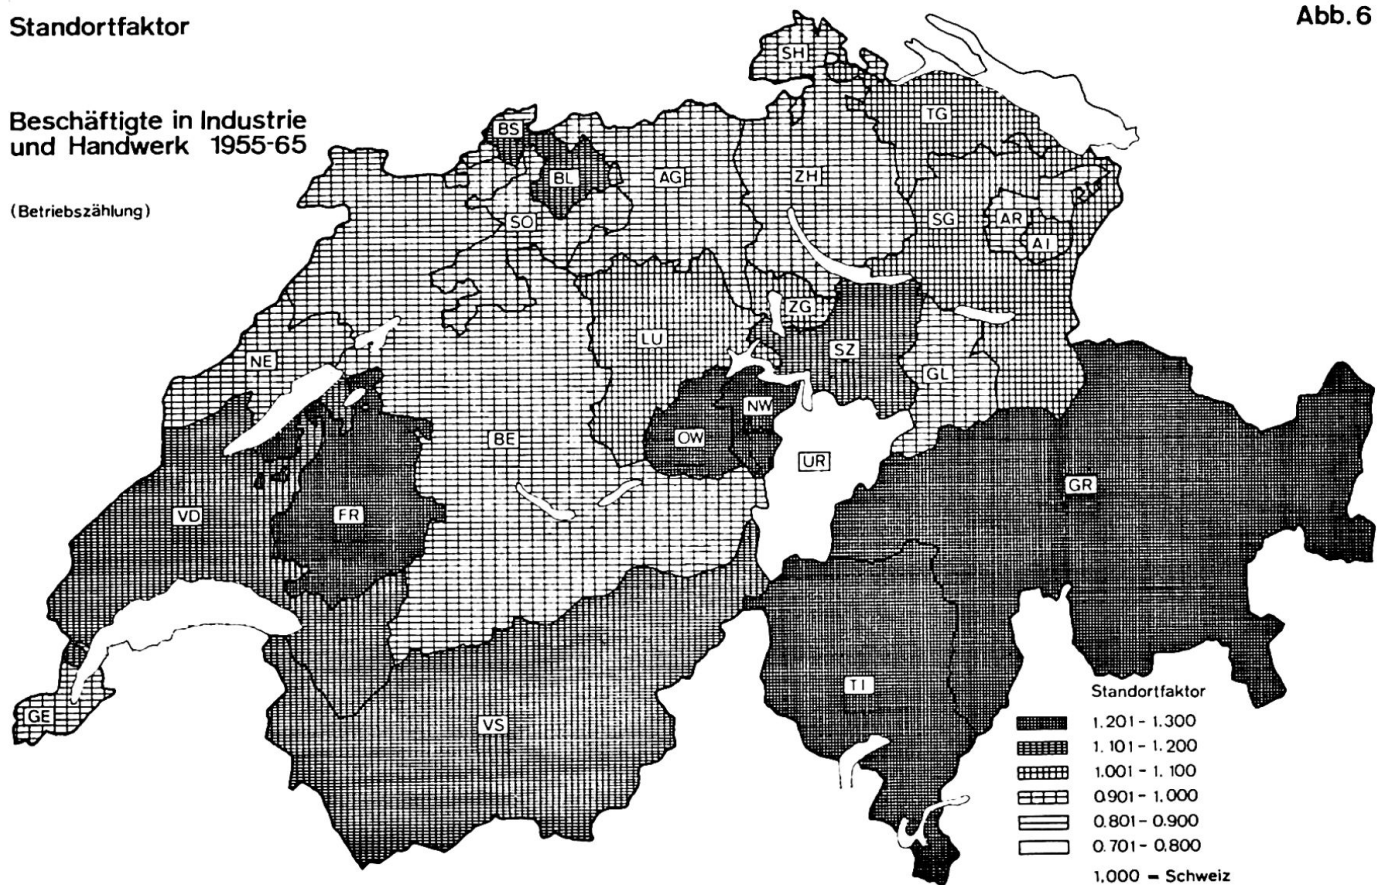 Standortfaktor
Abb. 6
Beschäftigte in Industrie
und Handwerk 1955-65
(Betriebszählung)
SH
TG
BS
BL
AG
ZH
SO
SG
AR
AI
ZG
LU
SZ
NE
GL
NW
BE
OW
UR
GR
VD
FR
TI
GE
VS
Standortfaktor
1.201 - 1.300
1.101 - 1.200
1.001 - 1.100
0.901 - 1.000
0.801 - 0.900
0.701 - 0.800
1.000 = Schweiz